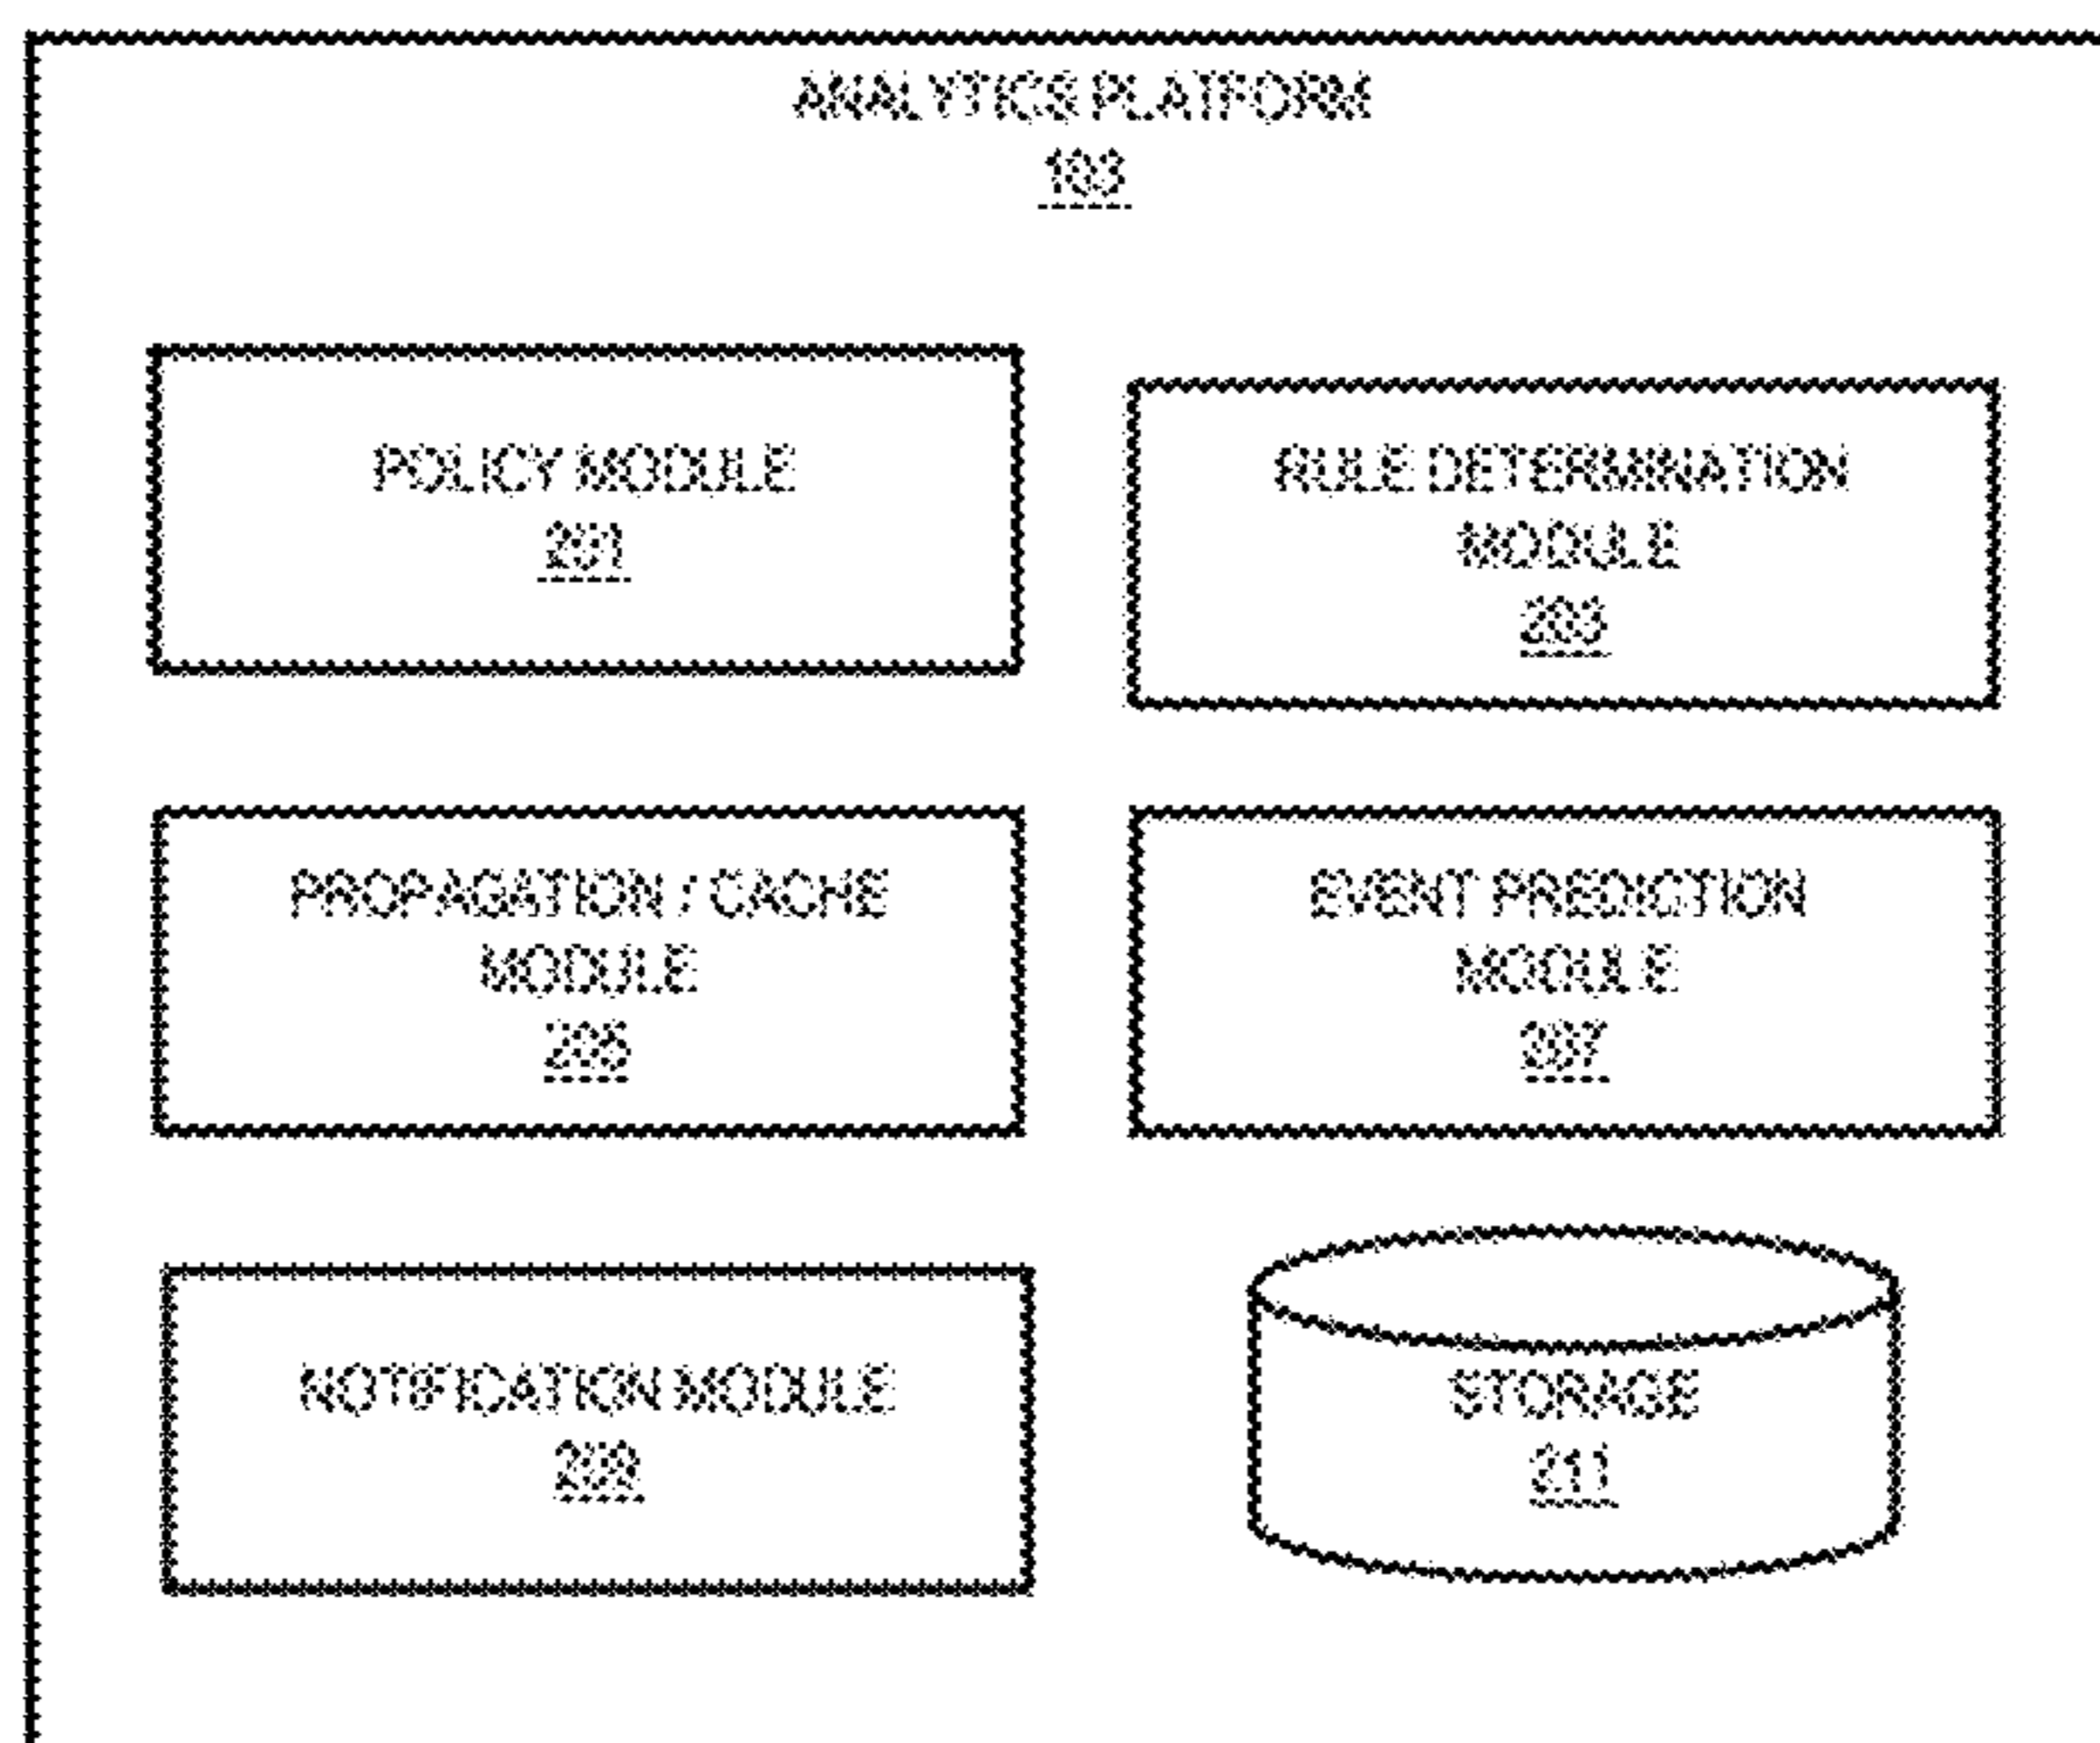 ANALYTICS PLATFORM
103
POLICY MODULE
201
RULE DETERMINATION
MODULE
203
PROPAGATION / CACHE
MODULE
205
EVENT PREDICTION
MODULE
207
NOTIFICATION MODULE
209
STORAGE
211